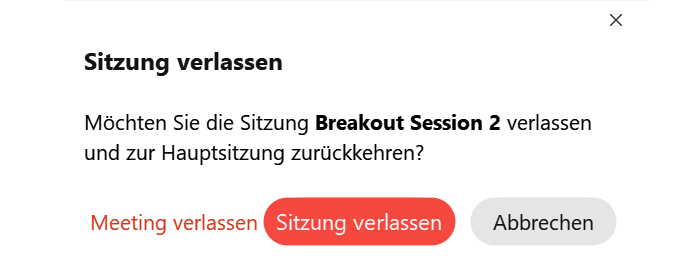 Sitzung verlassen
Möchten Sie die Sitzung Breakout Session 2 verlassen
und zur Hauptsitzung zurückkehren?
Meeting verlassen Sitzung verlassen Abbrechen